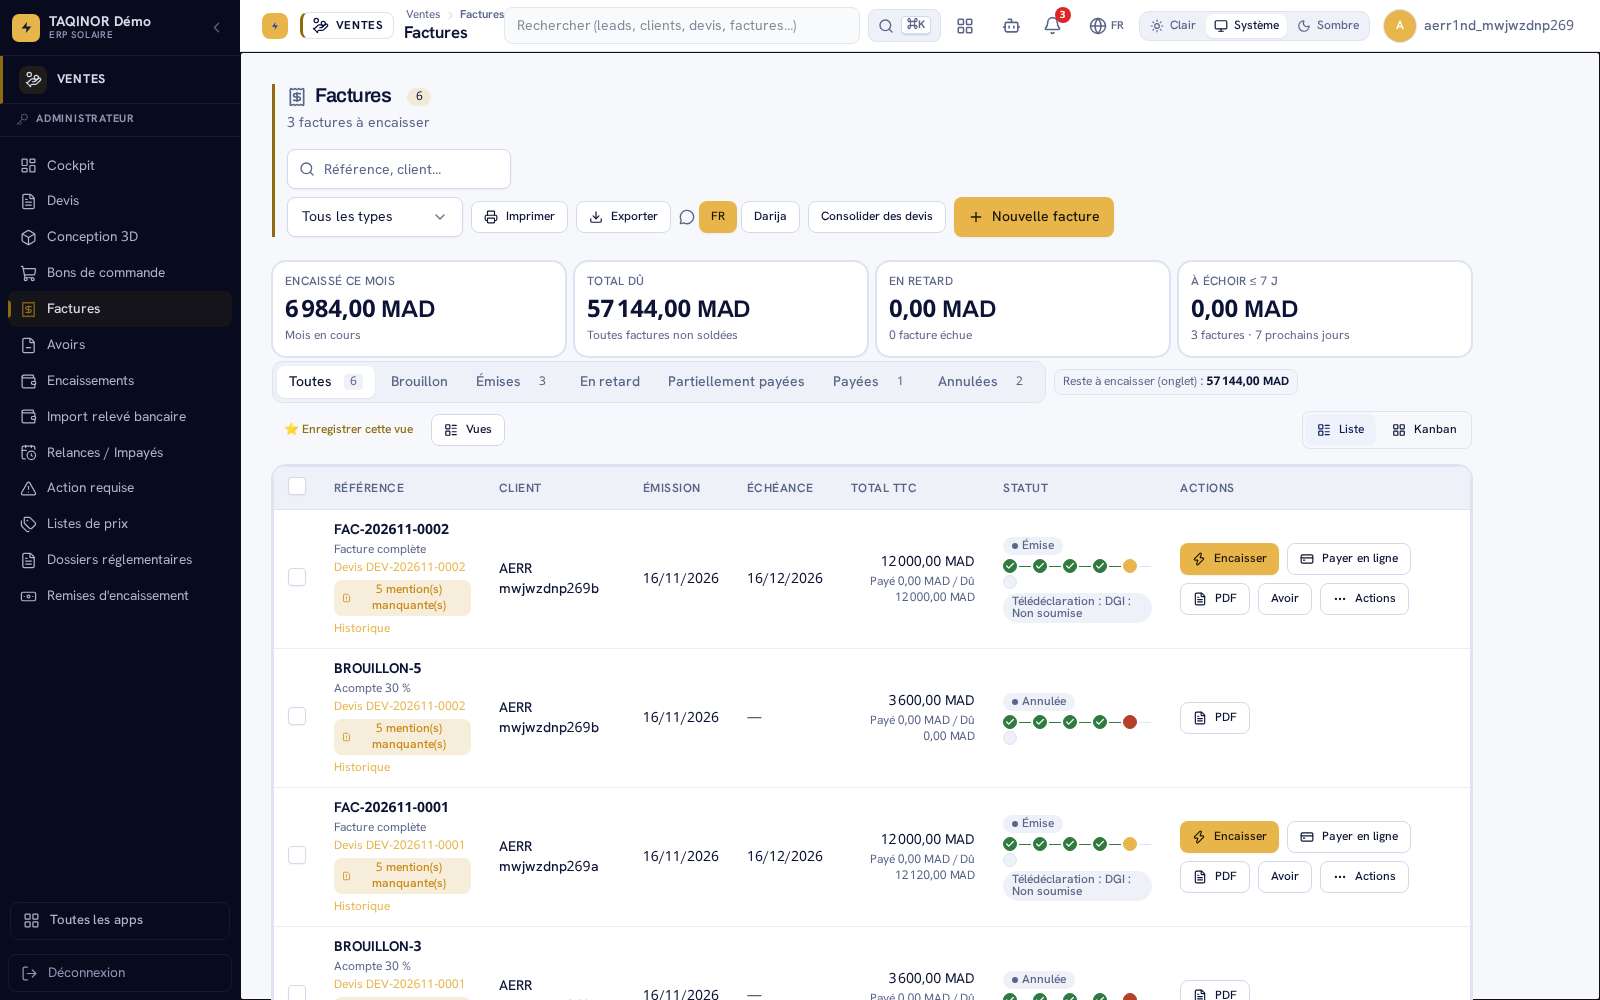 TAQINOR Démo
ERP SOLAIRE
VENTES
ADMINISTRATEUR
Cockpit
Devis
Conception 3D
Bons de commande
Factures
Avoirs
Encaissements
Import relevé bancaire
Relances / Impayés
Action requise
Listes de prix
Dossiers réglementaires
Remises d'encaissement
Toutes les apps
Déconnexion
VENTES
Ventes > Factures
Factures
Rechercher (leads, clients, devis, factures...)
⌘K
3
FR
Clair
Système
Sombre
A
aerr1nd_mwjwzdnp269
Factures 6
3 factures à encaisser
Référence, client...
Tous les types
Imprimer
Exporter
FR
Darija
Consolider des devis
+ Nouvelle facture
ENCAISSÉ CE MOIS
6 984,00 MAD
Mois en cours
TOTAL DÛ
57 144,00 MAD
Toutes factures non soldées
EN RETARD
0,00 MAD
0 facture échue
À ÉCHOIR ≤ 7 J
0,00 MAD
3 factures · 7 prochains jours
Toutes 6
Brouillon
Émises 3
En retard
Partiellement payées
Payées 1
Annulées 2
Reste à encaisser (onglet) : 57 144,00 MAD
⭐ Enregistrer cette vue
Vues
Liste
Kanban
RÉFÉRENCE CLIENT ÉMISSION ÉCHÉANCE TOTAL TTC STATUT ACTIONS
FAC-202611-0002
Facture complète
Devis DEV-202611-0002
5 mention(s)
manquante(s)
Historique
AERR
mwjwzdnp269b
16/11/2026
16/12/2026
12 000,00 MAD
Payé 0,00 MAD / Dû
12 000,00 MAD
Émise
Télédéclaration : DGI :
Non soumise
Encaisser
Payer en ligne
PDF
Avoir
Actions
BROUILLON-5
Acompte 30 %
Devis DEV-202611-0002
5 mention(s)
manquante(s)
Historique
AERR
mwjwzdnp269b
16/11/2026
—
3 600,00 MAD
Payé 0,00 MAD / Dû
0,00 MAD
Annulée
PDF
FAC-202611-0001
Facture complète
Devis DEV-202611-0001
5 mention(s)
manquante(s)
Historique
AERR
mwjwzdnp269a
16/11/2026
16/12/2026
12 000,00 MAD
Payé 0,00 MAD / Dû
12 120,00 MAD
Émise
Télédéclaration : DGI :
Non soumise
Encaisser
Payer en ligne
PDF
Avoir
Actions
BROUILLON-3
Acompte 30 %
Devis DEV-202611-0001
AERR
16/11/2026
—
3 600,00 MAD
Payé 0,00 MAD / Dû
Annulée
PDF